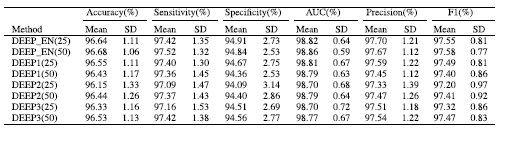 Accuracy(%) Sensitivity(%) Specificity(%) AUC(%) Precision(%) F1(%)
Method Mean SD Mean SD Mean SD Mean SD Mean SD Mean SD
DEEP_EN(25) 96.64 1.11 97.42 1.35 94.91 2.73 98.82 0.64 97.70 1.21 97.55 0.81
DEEP_EN(50) 96.68 1.06 97.52 1.32 94.84 2.53 98.86 0.59 97.67 1.12 97.58 0.77
DEEP1(25) 96.55 1.11 97.40 1.30 94.67 2.75 98.81 0.67 97.59 1.22 97.49 0.81
DEEP1(50) 96.43 1.17 97.36 1.45 94.36 2.53 98.79 0.63 97.45 1.12 97.40 0.86
DEEP2(25) 96.15 1.33 97.09 1.47 94.09 3.14 98.70 0.68 97.33 1.39 97.20 0.97
DEEP2(50) 96.44 1.26 97.37 1.43 94.40 2.86 98.79 0.64 97.47 1.26 97.41 0.92
DEEP3(25) 96.33 1.16 97.16 1.53 94.51 2.69 98.70 0.72 97.51 1.18 97.32 0.86
DEEP3(50) 96.53 1.13 97.42 1.38 94.56 2.77 98.77 0.67 97.54 1.22 97.47 0.83